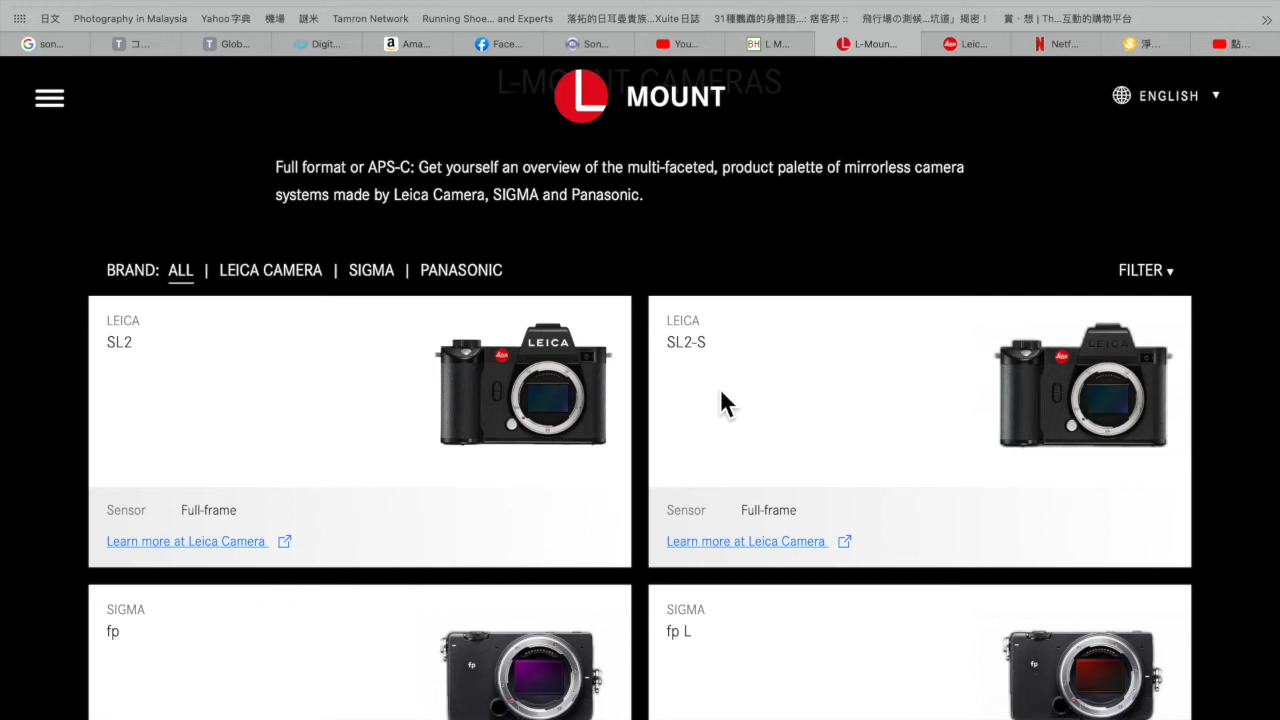 日文 Photography in Malaysia Yahoo字典 機場 謎米 Tamron Network Running Shoe... and Experts 落拓的日耳曼貴族...Xuite日誌 31種鸚鵡的身體語...: 痞客邦 :: 飛行場の測候...坑道」揭密！ 賞・想 | Th...互動的購物平台
son... コ... Glob... Digit... Ama... Face... Son... You... BH L M... L-Moun... Leic... Netf... 淨... 點...
L-MOUNT CAMERAS
L MOUNT
ENGLISH
Full format or APS-C: Get yourself an overview of the multi-faceted, product palette of mirrorless camera
systems made by Leica Camera, SIGMA and Panasonic.
BRAND: ALL | LEICA CAMERA | SIGMA | PANASONIC
FILTER
LEICA
SL2
LEICA
Sensor Full-frame
Learn more at Leica Camera
LEICA
SL2-S
LEICA
Sensor Full-frame
Learn more at Leica Camera
SIGMA
fp
fp
SIGMA
fp L
fp